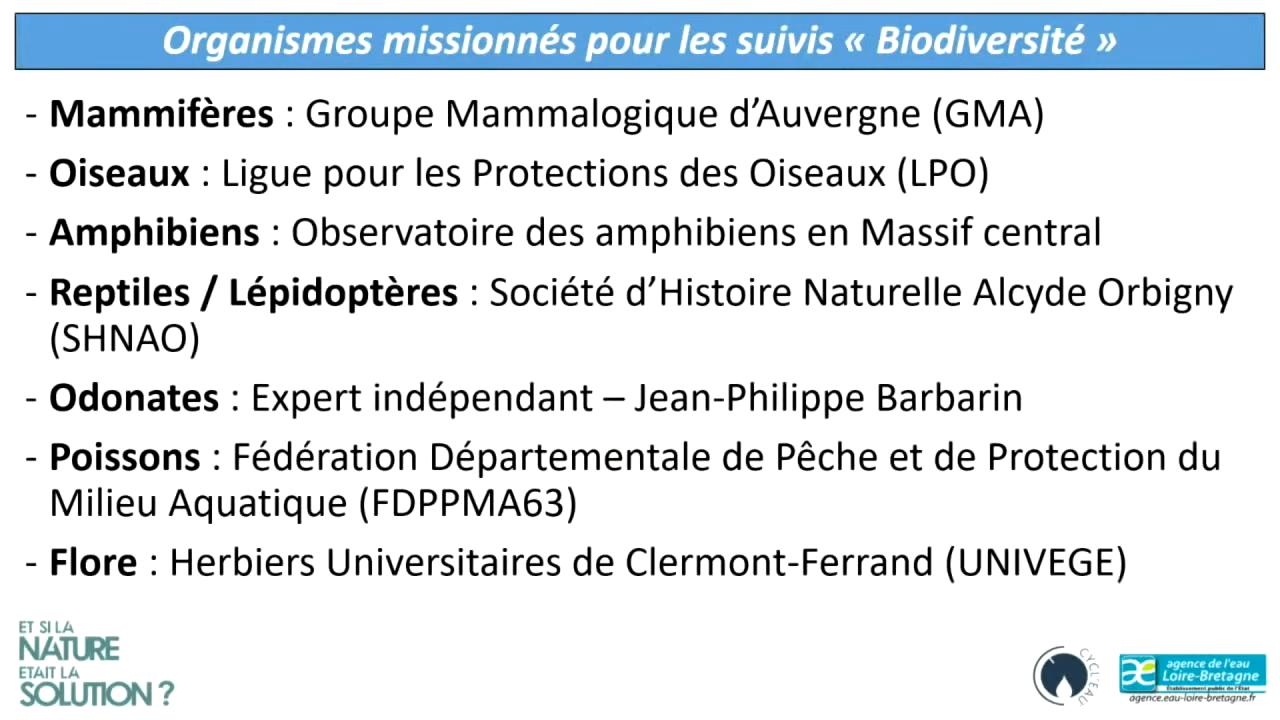 Organismes missionnés pour les suivis « Biodiversité »
- Mammifères : Groupe Mammalogique d’Auvergne (GMA)
- Oiseaux : Ligue pour les Protections des Oiseaux (LPO)
- Amphibiens : Observatoire des amphibiens en Massif central
- Reptiles / Lépidoptères : Société d’Histoire Naturelle Alcyde Orbigny
(SHNAO)
- Odonates : Expert indépendant – Jean-Philippe Barbarin
- Poissons : Fédération Départementale de Pêche et de Protection du
Milieu Aquatique (FDPPMA63)
- Flore : Herbiers Universitaires de Clermont-Ferrand (UNIVEGE)
ET SI LA
NATURE
ETAIT LA
SOLUTION ?
CYCL'EAU
agence de l'eau
Loire-Bretagne
Établissement public de l'État
agence.eau-loire-bretagne.fr